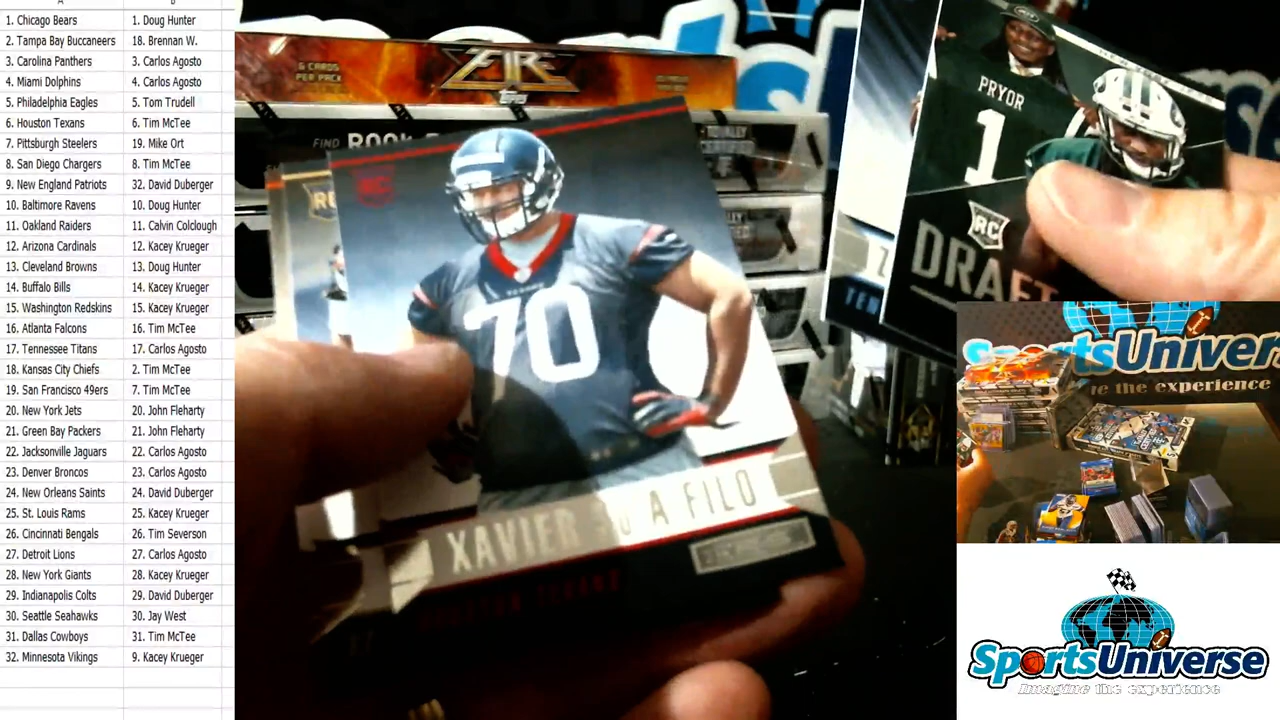 A B
1. Chicago Bears 1. Doug Hunter
2. Tampa Bay Buccaneers 18. Brennan W.
3. Carolina Panthers 3. Carlos Agosto
4. Miami Dolphins 4. Carlos Agosto
5. Philadelphia Eagles 5. Tom Trudell
6. Houston Texans 6. Tim McTee
7. Pittsburgh Steelers 19. Mike Ort
8. San Diego Chargers 8. Tim McTee
9. New England Patriots 32. David Duberger
10. Baltimore Ravens 10. Doug Hunter
11. Oakland Raiders 11. Calvin Colclough
12. Arizona Cardinals 12. Kacey Krueger
13. Cleveland Browns 13. Doug Hunter
14. Buffalo Bills 14. Kacey Krueger
15. Washington Redskins 15. Kacey Krueger
16. Atlanta Falcons 16. Tim McTee
17. Tennessee Titans 17. Carlos Agosto
18. Kansas City Chiefs 2. Tim McTee
19. San Francisco 49ers 7. Tim McTee
20. New York Jets 20. John Fleharty
21. Green Bay Packers 21. John Fleharty
22. Jacksonville Jaguars 22. Carlos Agosto
23. Denver Broncos 23. Carlos Agosto
24. New Orleans Saints 24. David Duberger
25. St. Louis Rams 25. Kacey Krueger
26. Cincinnati Bengals 26. Tim Severson
27. Detroit Lions 27. Carlos Agosto
28. New York Giants 28. Kacey Krueger
29. Indianapolis Colts 29. David Duberger
30. Seattle Seahawks 30. Jay West
31. Dallas Cowboys 31. Tim McTee
32. Minnesota Vikings 9. Kacey Krueger
6 CARDS
PER PACK
FIRE
Topps
FIND
RC
70
XAVIER
A FILO
TEN
PRYOR
1
RC
DRAFT
rtsUniver
e the experience
SportsUniverse
Imagine the experience